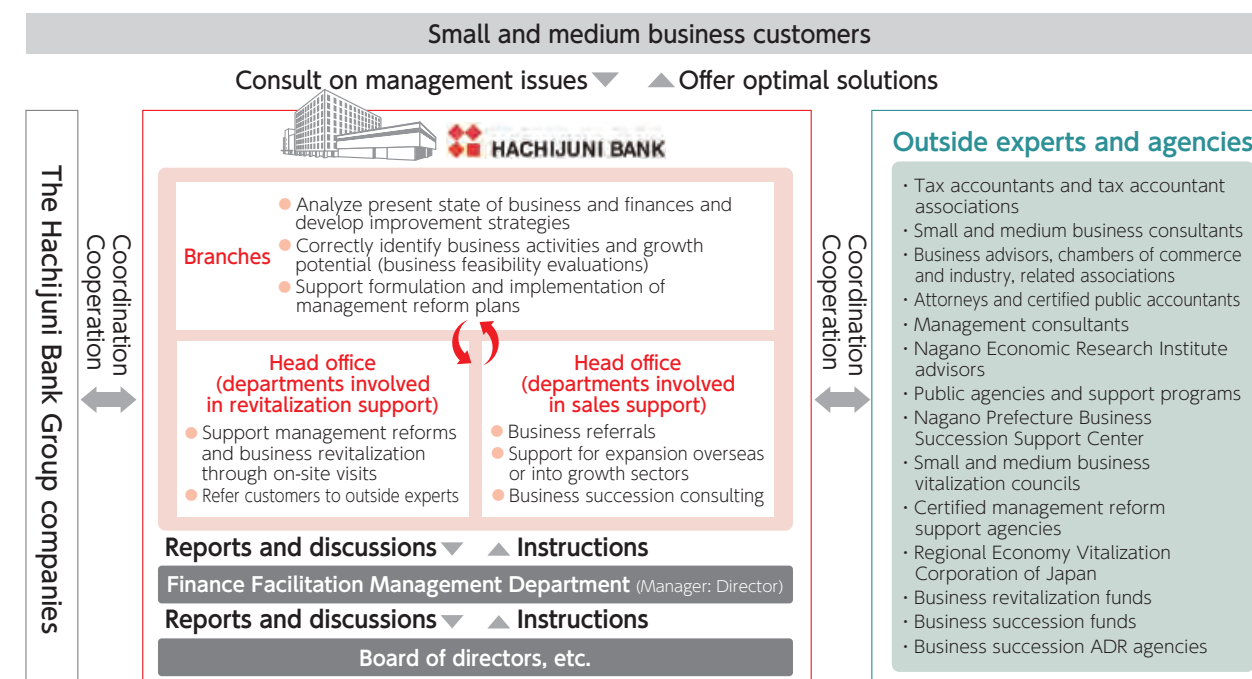 Small and medium business customers
Consult on management issues ▼ ▲ Offer optimal solutions
The Hachijuni Bank Group companies
Coordination
Cooperation
HACHIJUNI BANK
Branches
● Analyze present state of business and finances and
develop improvement strategies
● Correctly identify business activities and growth
potential (business feasibility evaluations)
● Support formulation and implementation of
management reform plans
Head office
(departments involved
in revitalization support)
● Support management reforms
and business revitalization
through on-site visits
● Refer customers to outside experts
Head office
(departments involved
in sales support)
● Business referrals
● Support for expansion overseas
or into growth sectors
● Business succession consulting
Reports and discussions ▼ ▲ Instructions
Finance Facilitation Management Department (Manager: Director)
Reports and discussions ▼ ▲ Instructions
Board of directors, etc.
Coordination
Cooperation
Outside experts and agencies
・Tax accountants and tax accountant
associations
・Small and medium business consultants
・Business advisors, chambers of commerce
and industry, related associations
・Attorneys and certified public accountants
・Management consultants
・Nagano Economic Research Institute
advisors
・Public agencies and support programs
・Nagano Prefecture Business
Succession Support Center
・Small and medium business
vitalization councils
・Certified management reform
support agencies
・Regional Economy Vitalization
Corporation of Japan
・Business revitalization funds
・Business succession funds
・Business succession ADR agencies